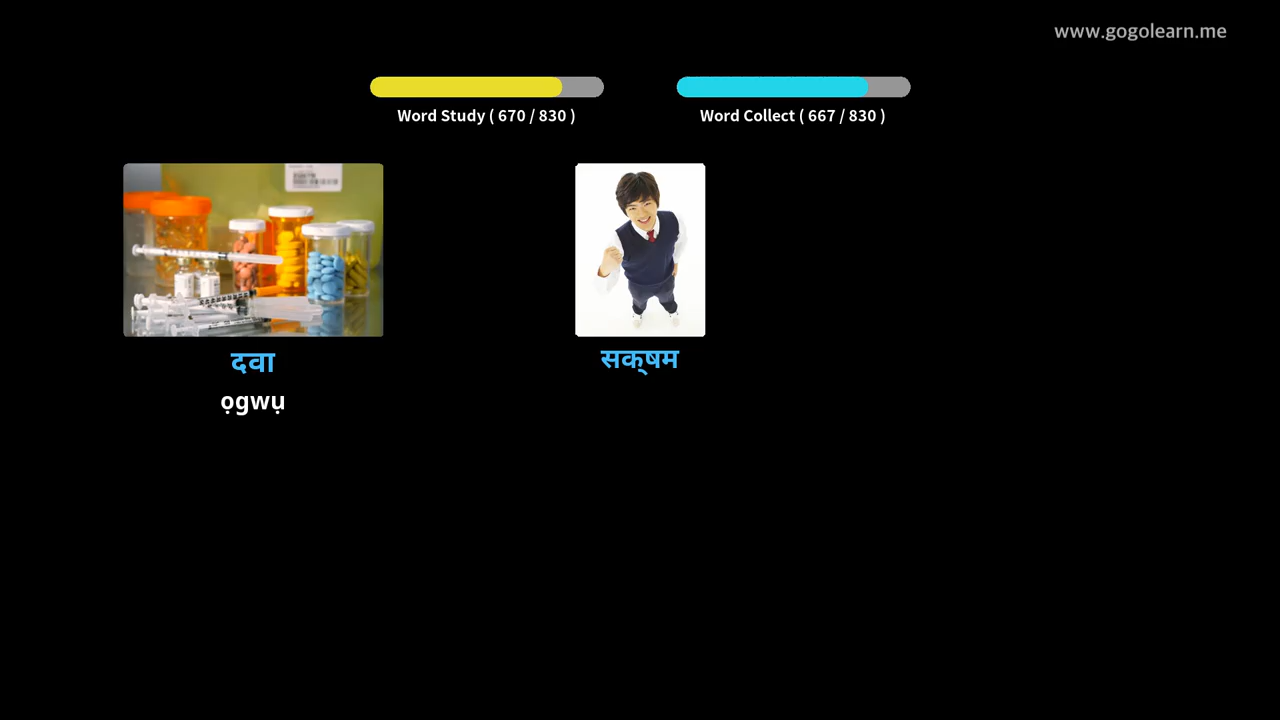 www.gogolearn.me
Word Study ( 670 / 830 )
Word Collect ( 667 / 830 )
दवा
सक्षम
ọgwụ